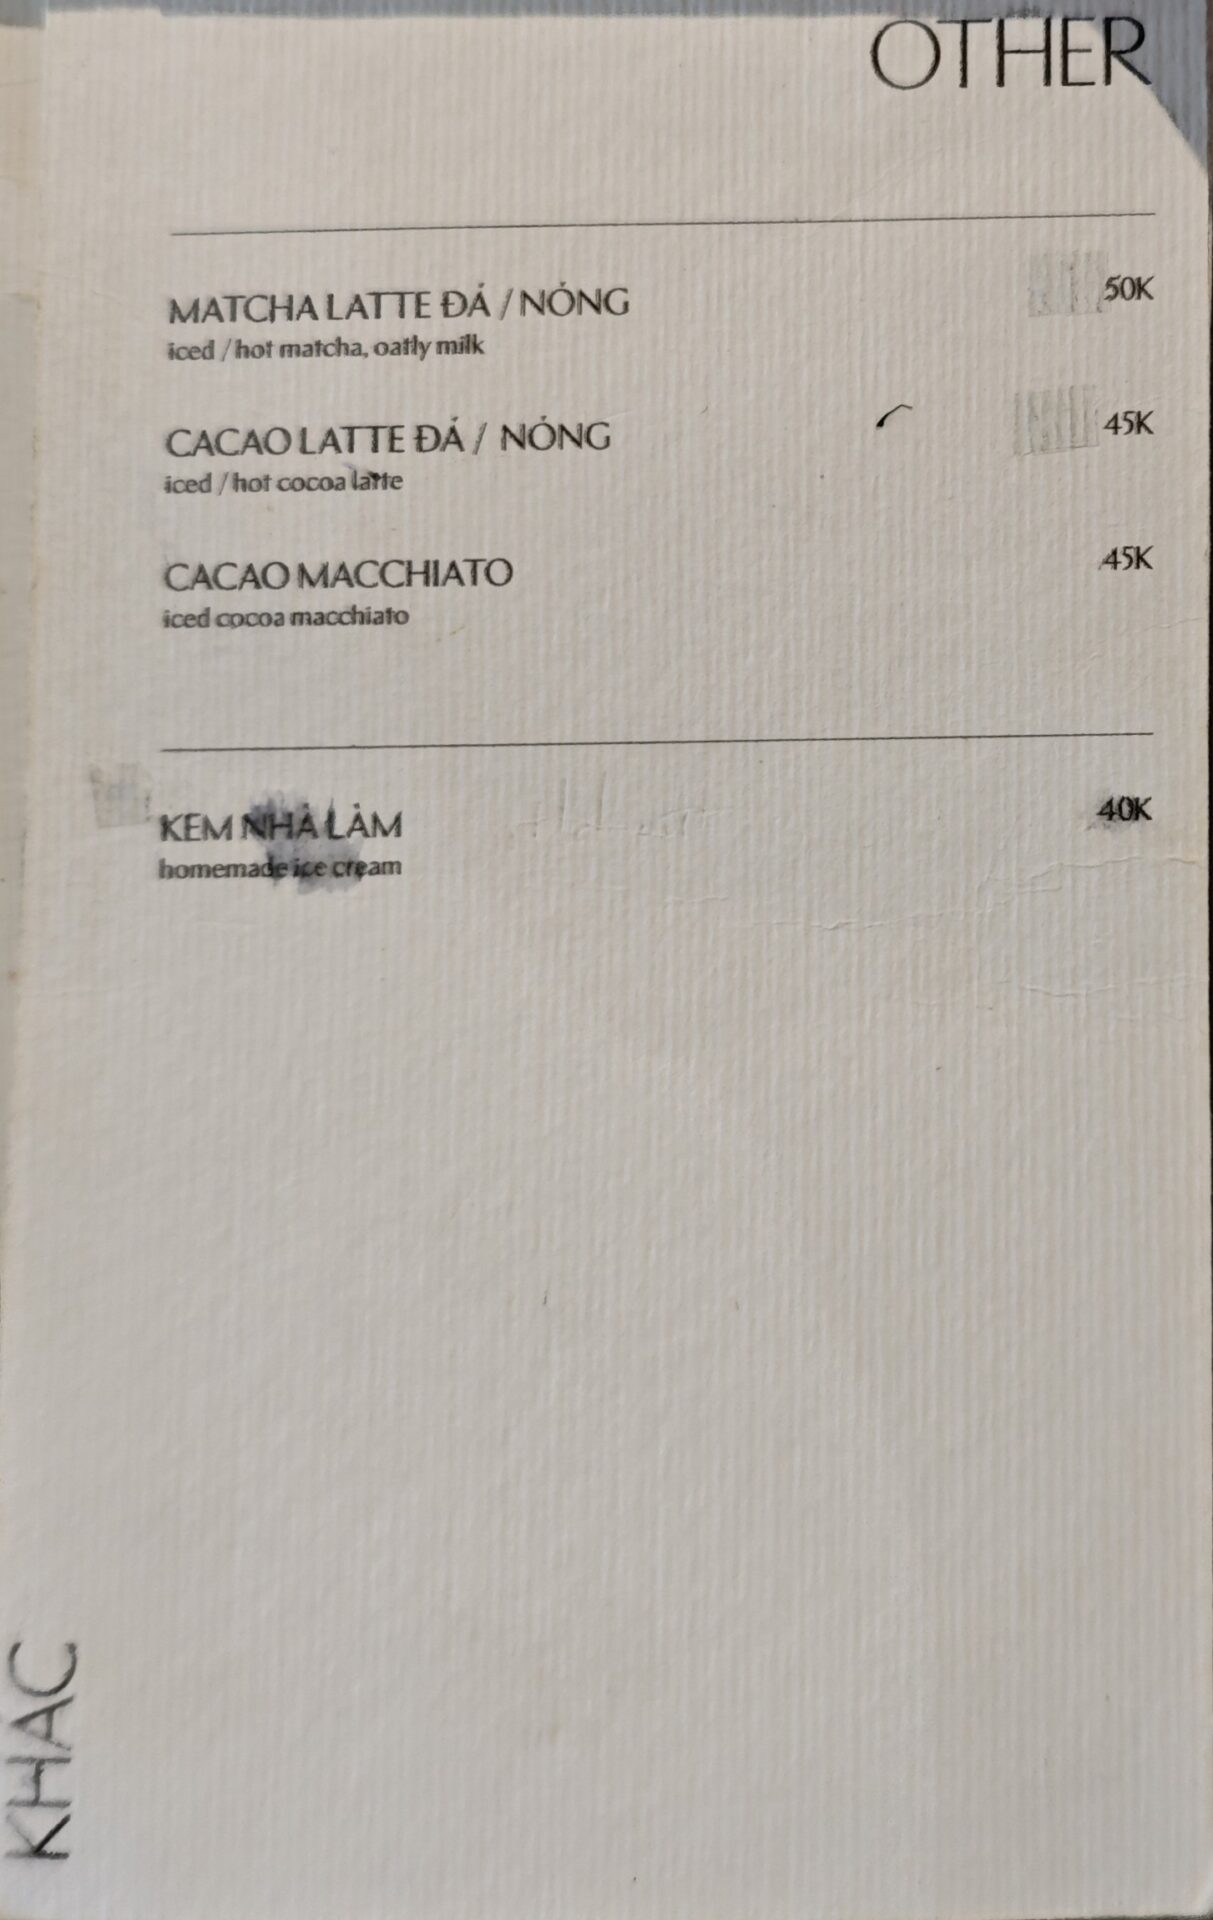 OTHER
MATCHA LATTE ĐÁ / NÓNG 50K
iced / hot matcha, oatly milk
CACAO LATTE ĐÁ / NÓNG 45K
iced / hot cocoa latte
CACAO MACCHIATO 45K
iced cocoa macchiato
KEM NHÀ LÀM 40K
homemade ice cream
KHÁC